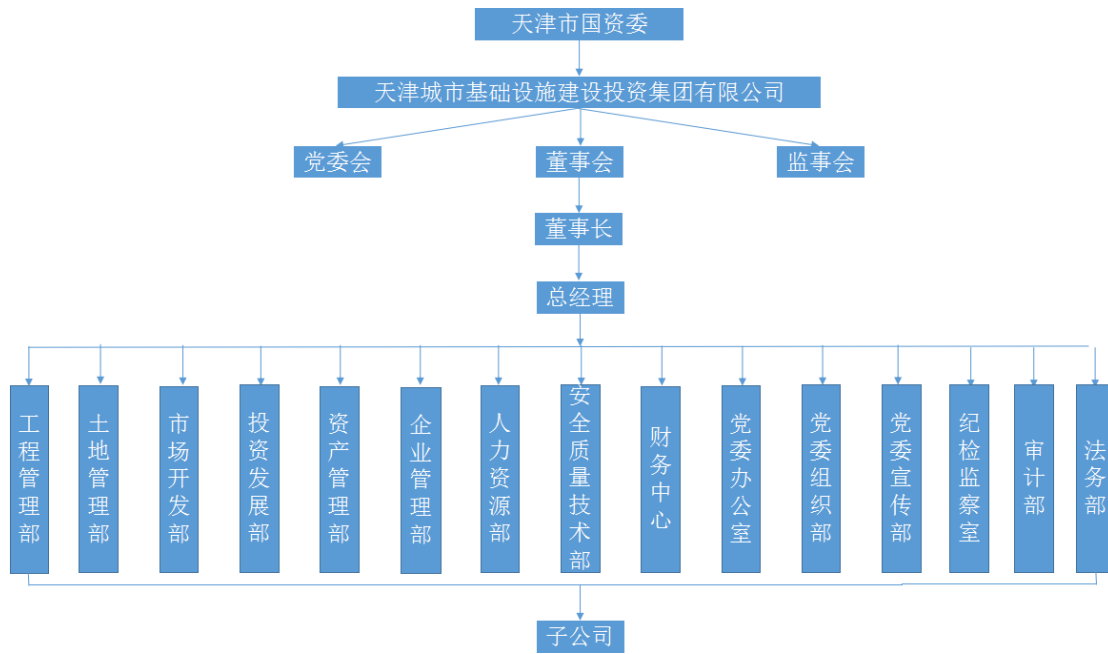 天津市国资委
天津城市基础设施建设投资集团有限公司
党委会
董事会
监事会
董事长
总经理
工程管理部
土地管理部
市场开发部
投资发展部
资产管理部
企业管理部
人力资源部
安全质量技术部
财务中心
党委办公室
党委组织部
党委宣传部
纪检监察室
审计部
法务部
子公司